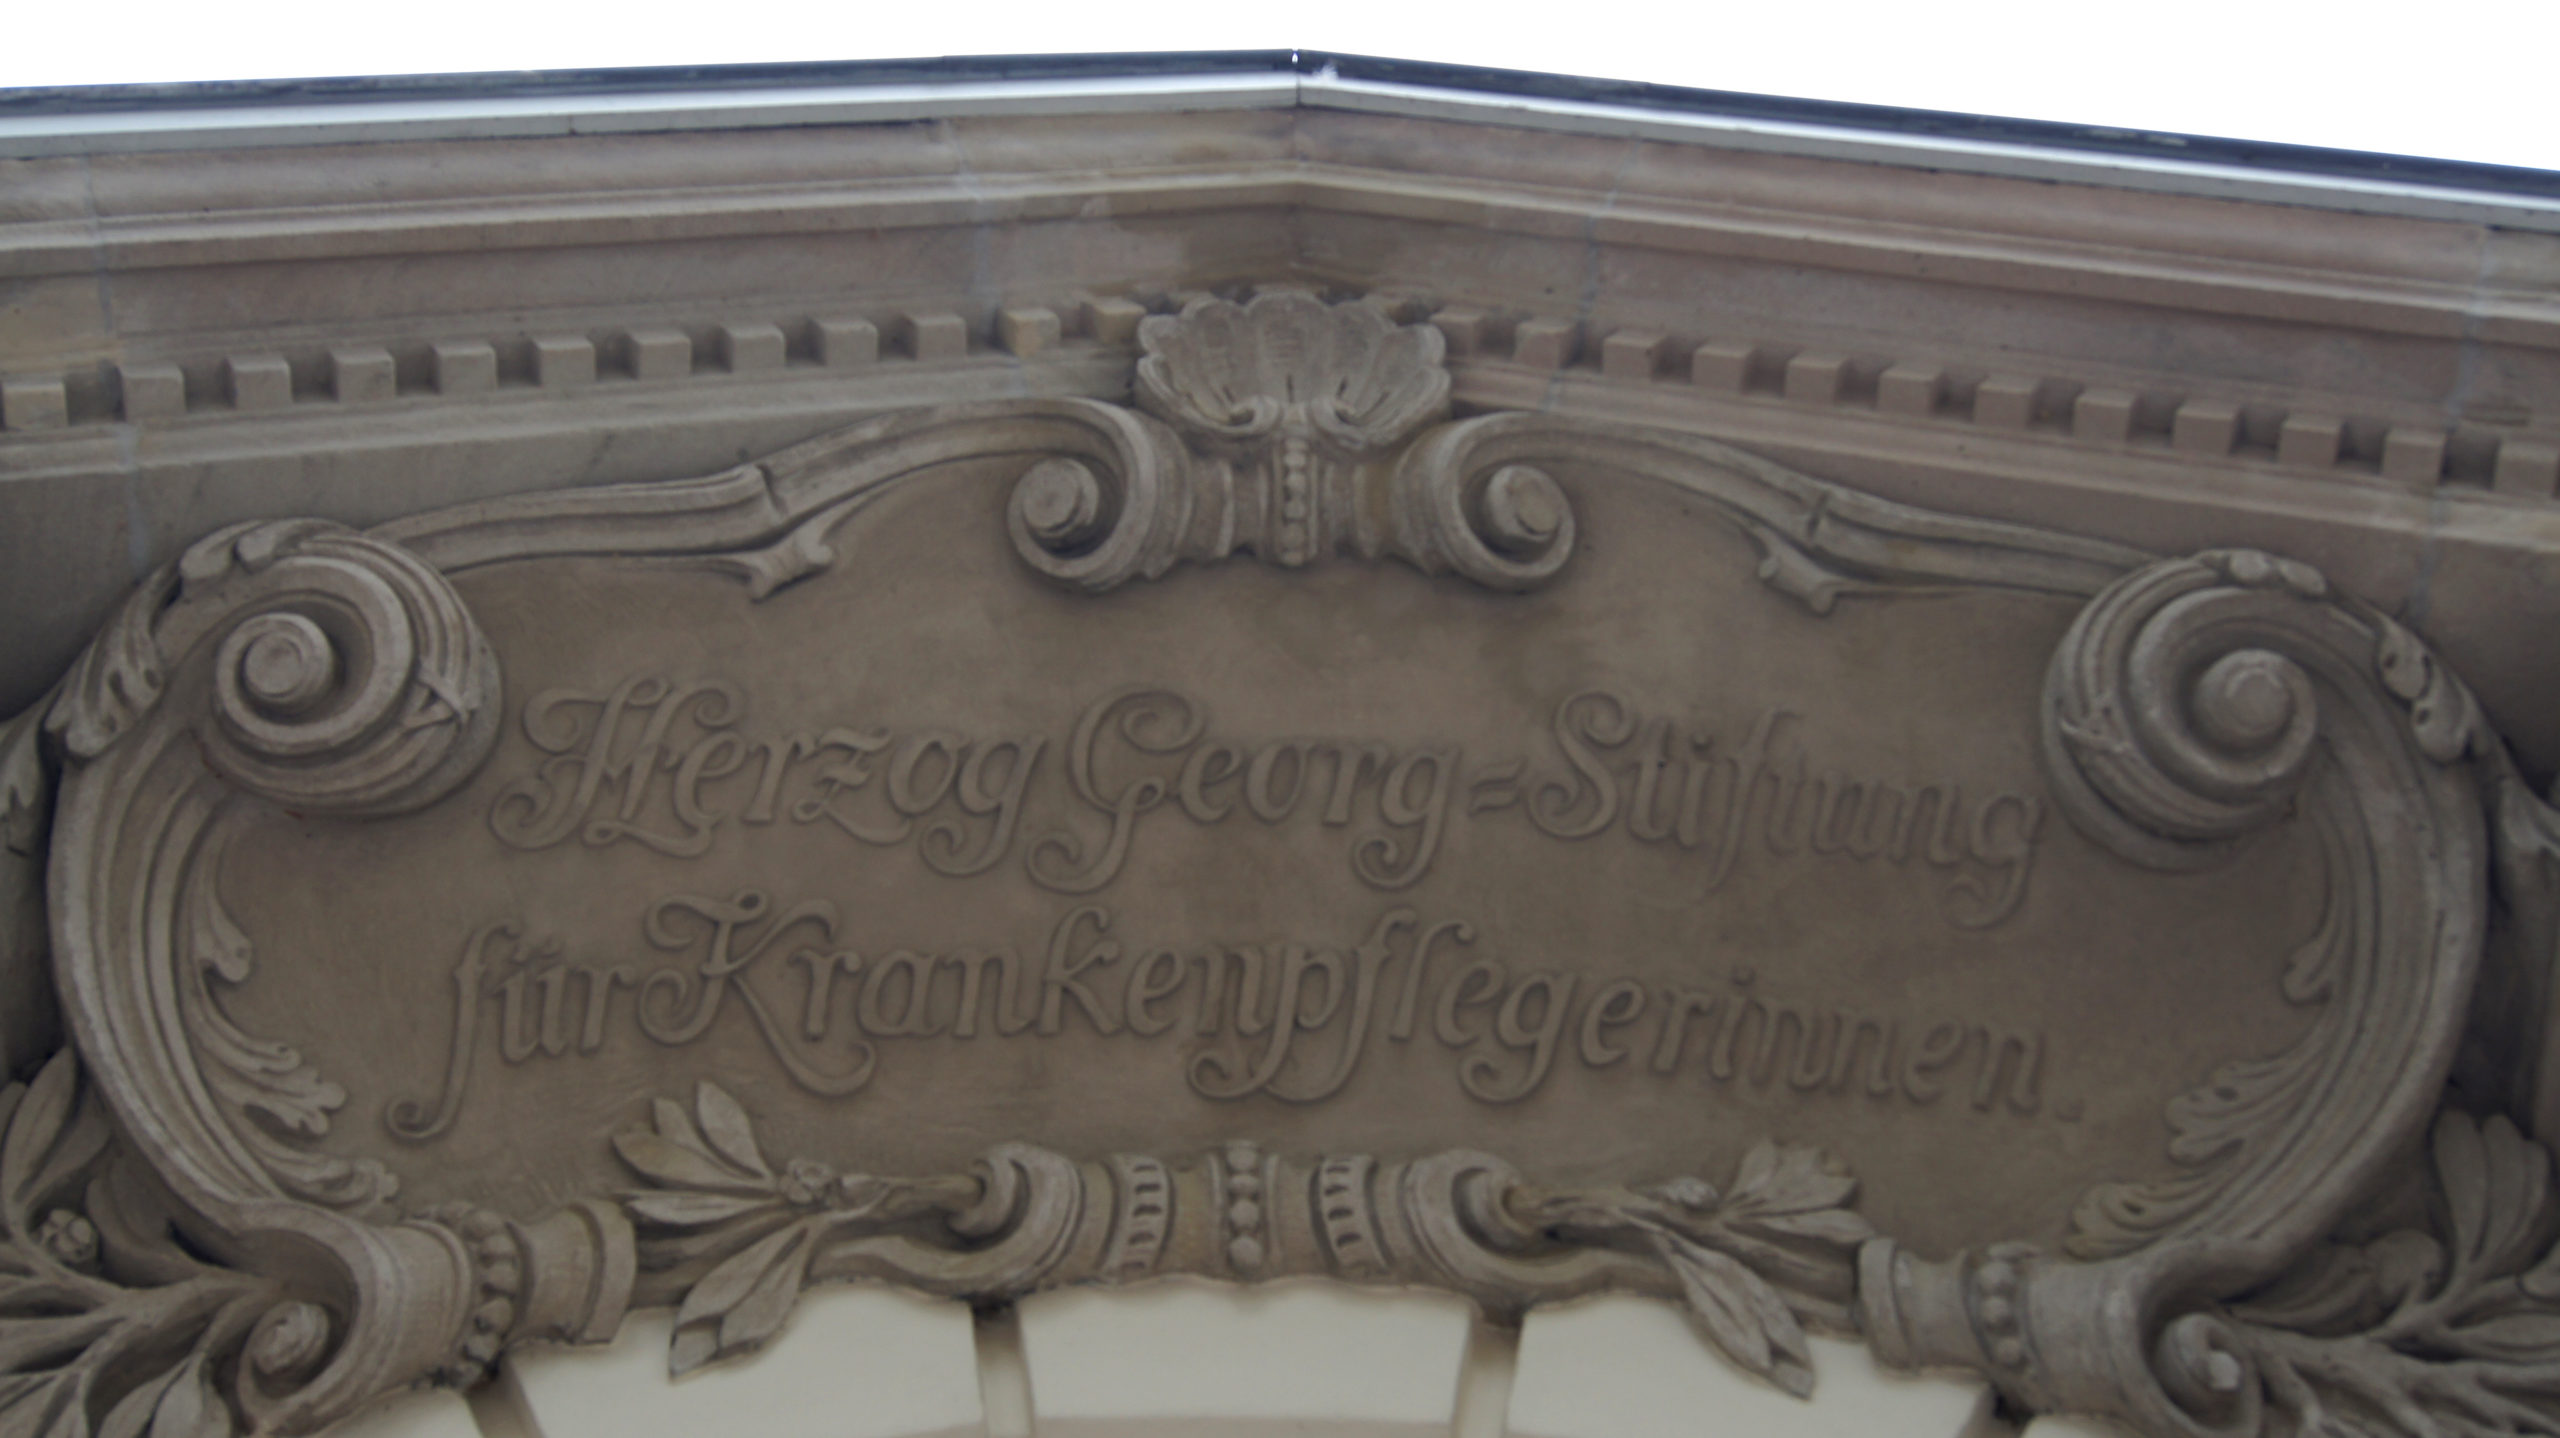 Herzog Georg=Stiftung
für Krankenpflegerinnen.